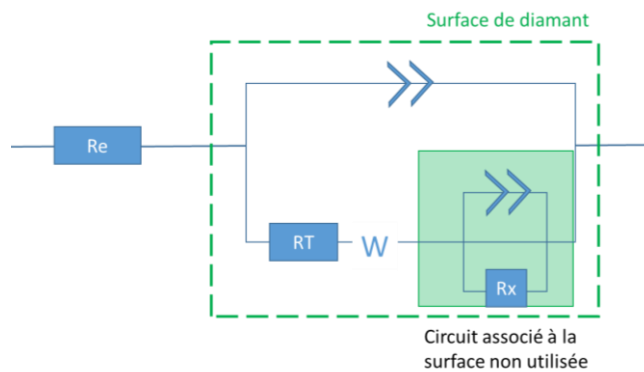 Surface de diamant
Re
RT
W
Rx
Circuit associé à la
surface non utilisée